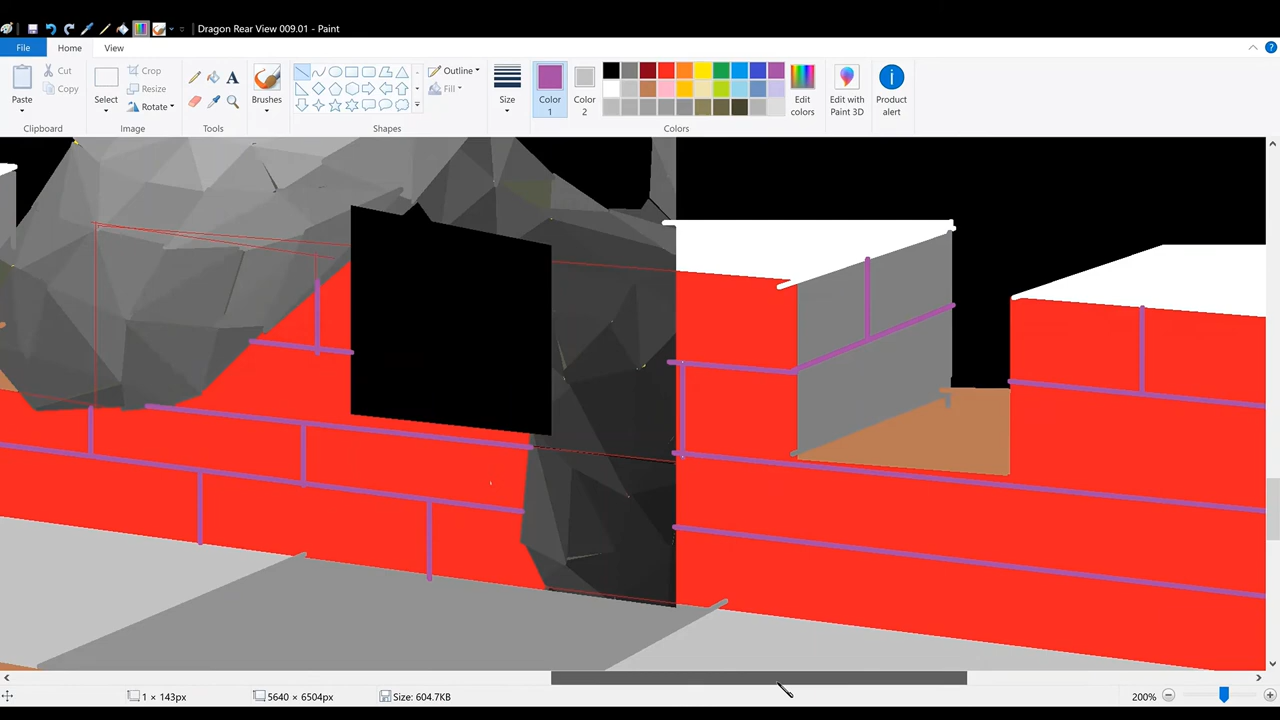 Dragon Rear View 009.01 - Paint
File Home View
Paste Cut Copy
Clipboard
Select Crop Resize Rotate
Image
A
Tools
Brushes
Outline Fill
Shapes
Size
Color 1 Color 2
Edit colors
Colors
Edit with Paint 3D
Product alert
1 × 143px 5640 × 6504px Size: 604.7KB 200%